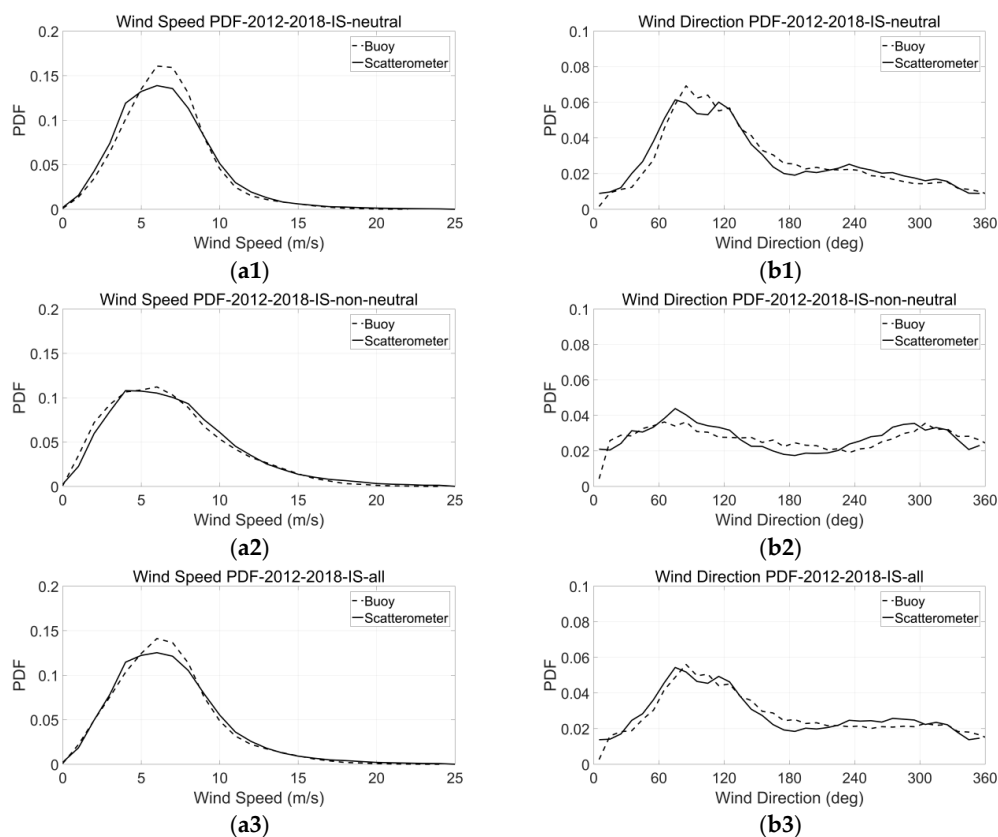 Wind Speed PDF-2012-2018-IS-neutral
0.2
0.15
0.1
0.05
0
PDF
Buoy
Scatterometer
0 5 10 15 20 25
Wind Speed (m/s)
(a1)
Wind Direction PDF-2012-2018-IS-neutral
0.1
0.08
0.06
0.04
0.02
0
PDF
Buoy
Scatterometer
0 60 120 180 240 300 360
Wind Direction (deg)
(b1)
Wind Speed PDF-2012-2018-IS-non-neutral
0.2
0.15
0.1
0.05
0
PDF
Buoy
Scatterometer
0 5 10 15 20 25
Wind Speed (m/s)
(a2)
Wind Direction PDF-2012-2018-IS-non-neutral
0.1
0.08
0.06
0.04
0.02
0
PDF
Buoy
Scatterometer
0 60 120 180 240 300 360
Wind Direction (deg)
(b2)
Wind Speed PDF-2012-2018-IS-all
0.2
0.15
0.1
0.05
0
PDF
Buoy
Scatterometer
0 5 10 15 20 25
Wind Speed (m/s)
(a3)
Wind Direction PDF-2012-2018-IS-all
0.1
0.08
0.06
0.04
0.02
0
PDF
Buoy
Scatterometer
0 60 120 180 240 300 360
Wind Direction (deg)
(b3)